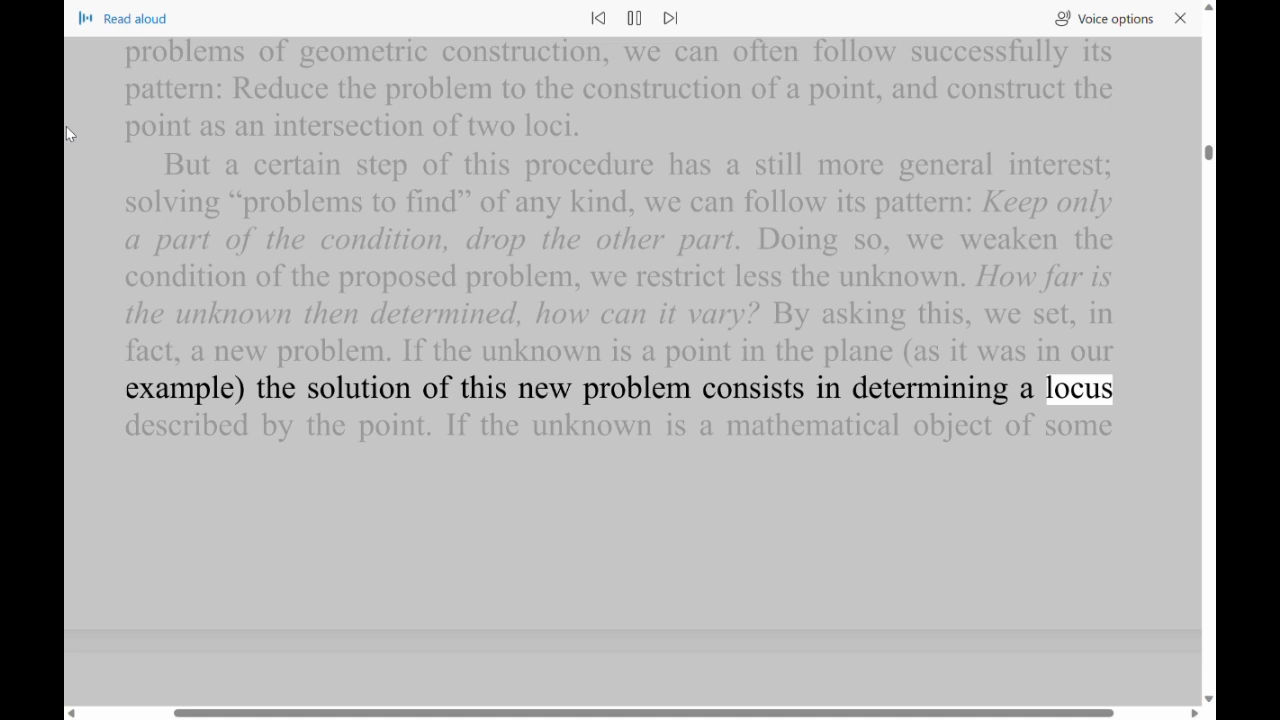 Read aloud
Voice options
problems of geometric construction, we can often follow successfully its
pattern: Reduce the problem to the construction of a point, and construct the
point as an intersection of two loci.
But a certain step of this procedure has a still more general interest;
solving “problems to find” of any kind, we can follow its pattern: Keep only
a part of the condition, drop the other part. Doing so, we weaken the
condition of the proposed problem, we restrict less the unknown. How far is
the unknown then determined, how can it vary? By asking this, we set, in
fact, a new problem. If the unknown is a point in the plane (as it was in our
example) the solution of this new problem consists in determining a locus
described by the point. If the unknown is a mathematical object of some